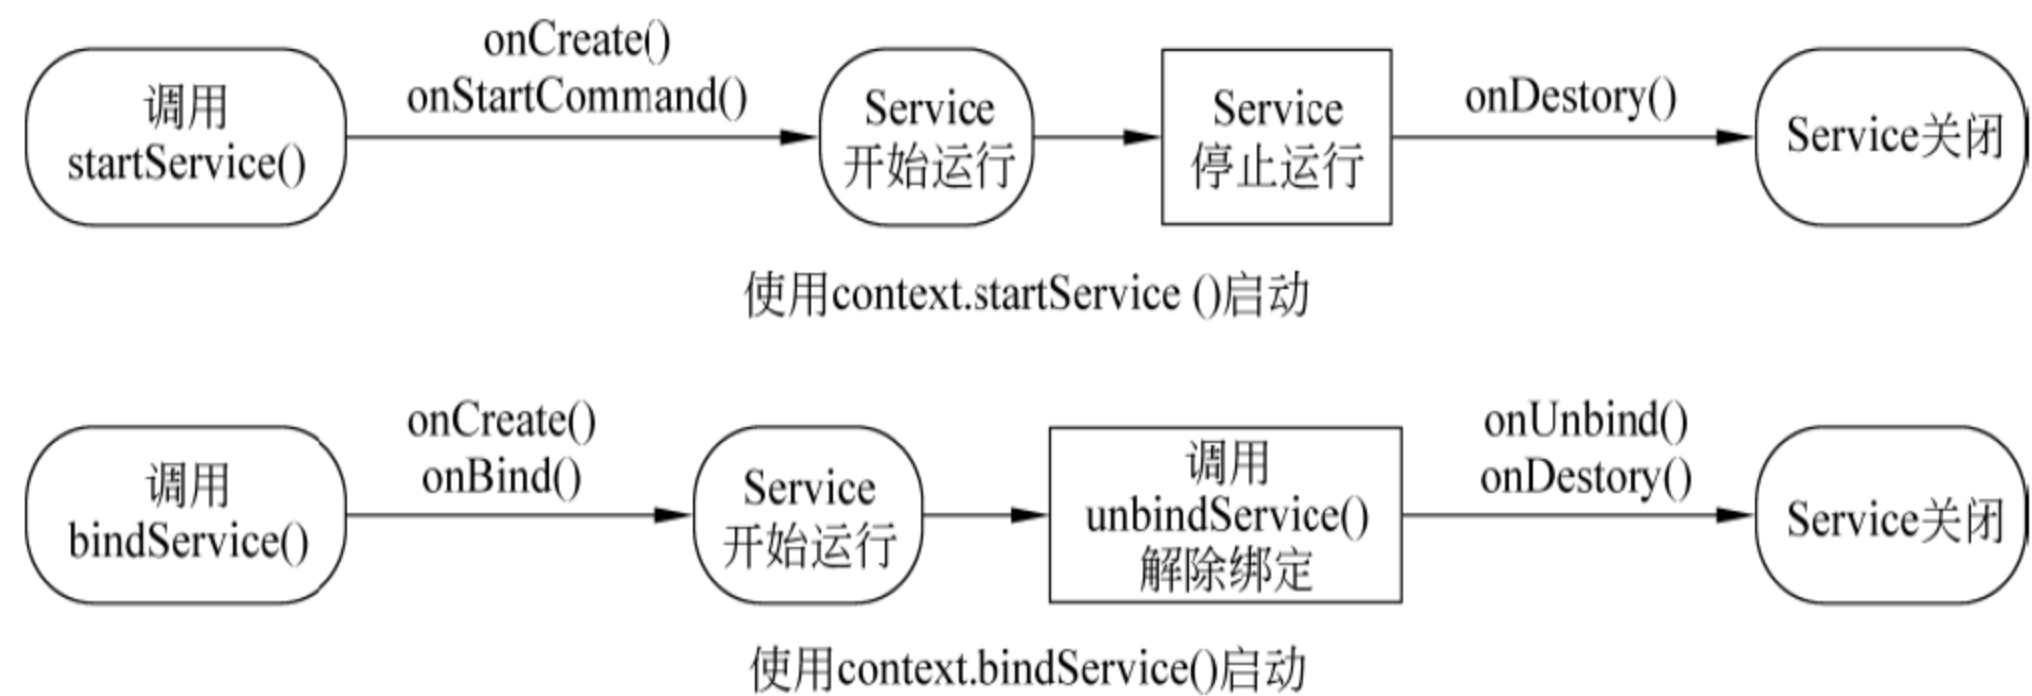 调用
startService()
onCreate()
onStartCommand()
Service
开始运行
Service
停止运行
onDestory()
Service关闭
使用context.startService ()启动
调用
bindService()
onCreate()
onBind()
Service
开始运行
调用
unbindService()
解除绑定
onUnbind()
onDestory()
Service关闭
使用context.bindService()启动